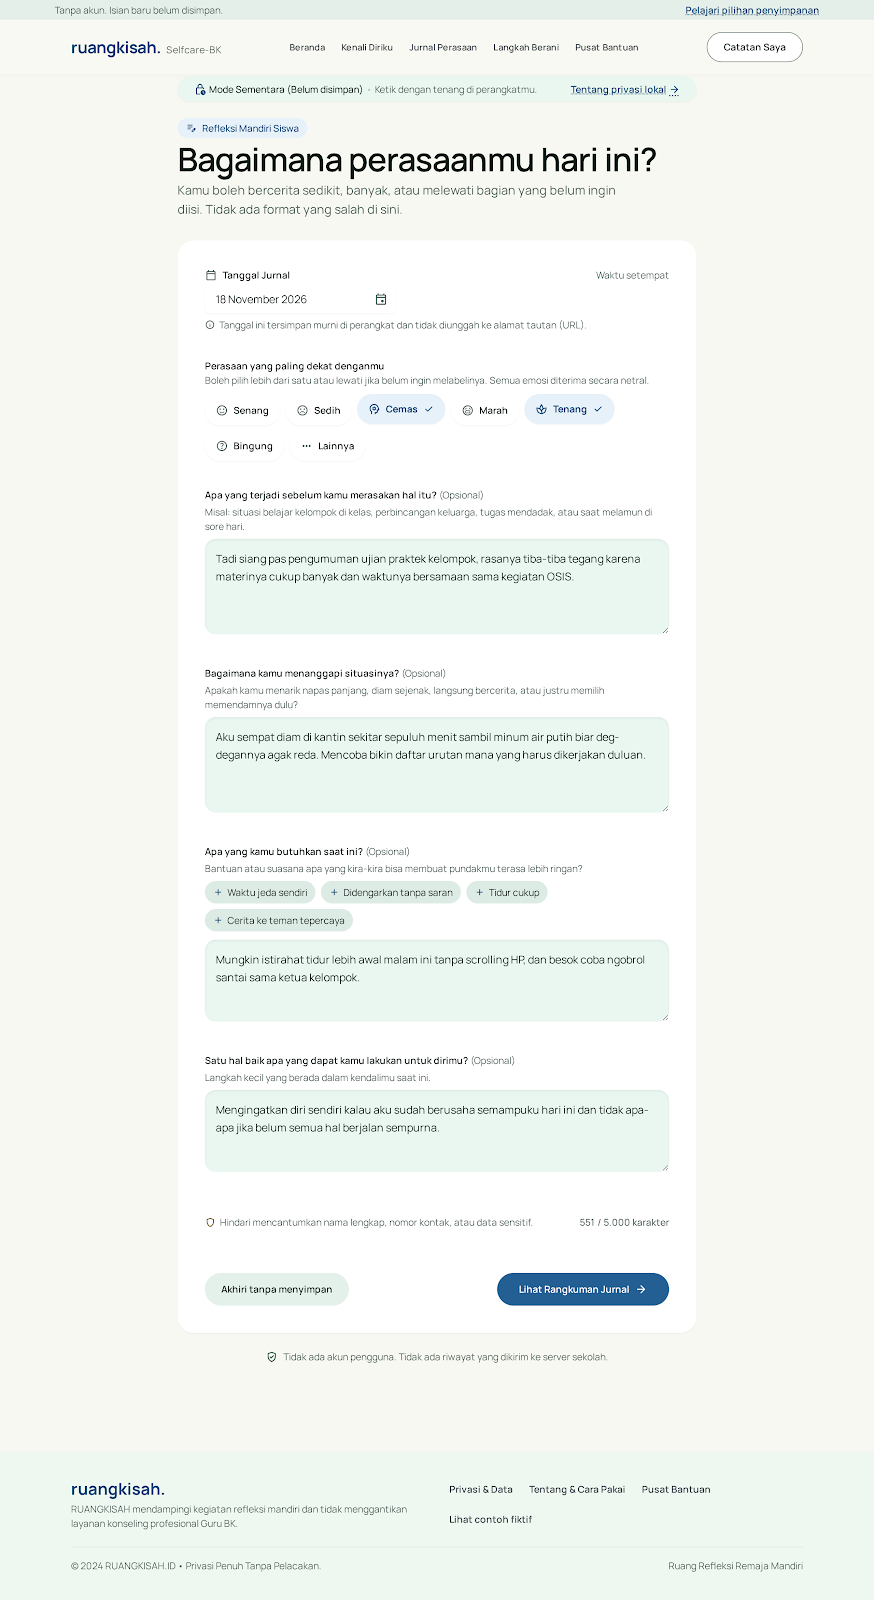 Tanpa akun. Isian baru belum disimpan.
Pelajari pilihan penyimpanan
ruangkisah. Selfcare-BK
Beranda
Kenali Diriku
Jurnal Perasaan
Langkah Berani
Pusat Bantuan
Catatan Saya
Mode Sementara (Belum disimpan) · Ketik dengan tenang di perangkatmu.
Tentang privasi lokal →
Refleksi Mandiri Siswa
Bagaimana perasaanmu hari ini?
Kamu boleh bercerita sedikit, banyak, atau melewati bagian yang belum ingin
diisi. Tidak ada format yang salah di sini.
Tanggal Jurnal
Waktu setempat
18 November 2026
Tanggal ini tersimpan murni di perangkat dan tidak diunggah ke alamat tautan (URL).
Perasaan yang paling dekat denganmu
Boleh pilih lebih dari satu atau lewati jika belum ingin melabelinya. Semua emosi diterima secara netral.
Senang
Sedih
Cemas ✓
Marah
Tenang ✓
Bingung
Lainnya
Apa yang terjadi sebelum kamu merasakan hal itu? (Opsional)
Misal: situasi belajar kelompok di kelas, perbincangan keluarga, tugas mendadak, atau saat melamun di
sore hari.
Tadi siang pas pengumuman ujian praktek kelompok, rasanya tiba-tiba tegang karena
materinya cukup banyak dan waktunya bersamaan sama kegiatan OSIS.
Bagaimana kamu menanggapi situasinya? (Opsional)
Apakah kamu menarik napas panjang, diam sejenak, langsung bercerita, atau justru memilih
memendamnya dulu?
Aku sempat diam di kantin sekitar sepuluh menit sambil minum air putih biar deg-
degannya agak reda. Mencoba bikin daftar urutan mana yang harus dikerjakan duluan.
Apa yang kamu butuhkan saat ini? (Opsional)
Bantuan atau suasana apa yang kira-kira bisa membuat pundakmu terasa lebih ringan?
+ Waktu jeda sendiri
+ Didengarkan tanpa saran
+ Tidur cukup
+ Cerita ke teman tepercaya
Mungkin istirahat tidur lebih awal malam ini tanpa scrolling HP, dan besok coba ngobrol
santai sama ketua kelompok.
Satu hal baik apa yang dapat kamu lakukan untuk dirimu? (Opsional)
Langkah kecil yang berada dalam kendalimu saat ini.
Mengingatkan diri sendiri kalau aku sudah berusaha semampuku hari ini dan tidak apa-
apa jika belum semua hal berjalan sempurna.
Hindari mencantumkan nama lengkap, nomor kontak, atau data sensitif.
551 / 5.000 karakter
Akhiri tanpa menyimpan
Lihat Rangkuman Jurnal →
Tidak ada akun pengguna. Tidak ada riwayat yang dikirim ke server sekolah.
ruangkisah.
RUANGKISAH mendampingi kegiatan refleksi mandiri dan tidak menggantikan
layanan konseling profesional Guru BK.
Privasi & Data
Tentang & Cara Pakai
Pusat Bantuan
Lihat contoh fiktif
© 2024 RUANGKISAH.ID • Privasi Penuh Tanpa Pelacakan.
Ruang Refleksi Remaja Mandiri